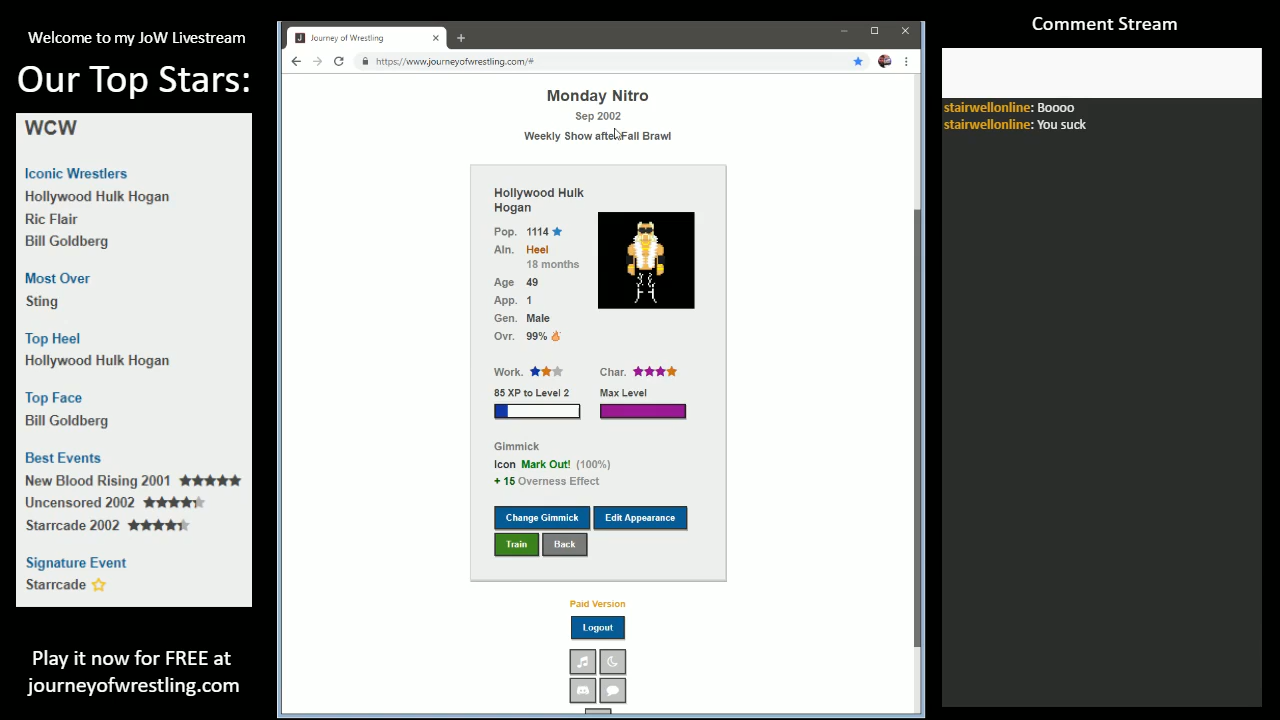 Welcome to my JoW Livestream
Our Top Stars:
WCW
Iconic Wrestlers
Hollywood Hulk Hogan
Ric Flair
Bill Goldberg
Most Over
Sting
Top Heel
Hollywood Hulk Hogan
Top Face
Bill Goldberg
Best Events
New Blood Rising 2001
Uncensored 2002
Starrcade 2002
Signature Event
Starrcade
Play it now for FREE at
journeyofwrestling.com
Journey of Wrestling
https://www.journeyofwrestling.com/#
Monday Nitro
Sep 2002
Weekly Show after Fall Brawl
Hollywood Hulk
Hogan
Pop. 1114
Aln. Heel
18 months
Age 49
App. 1
Gen. Male
Ovr. 99%
Work. Char.
85 XP to Level 2 Max Level
Gimmick
Icon Mark Out! (100%)
+ 15 Overness Effect
Change Gimmick Edit Appearance
Train Back
Paid Version
Logout
Comment Stream
stairwellonline: Boooo
stairwellonline: You suck